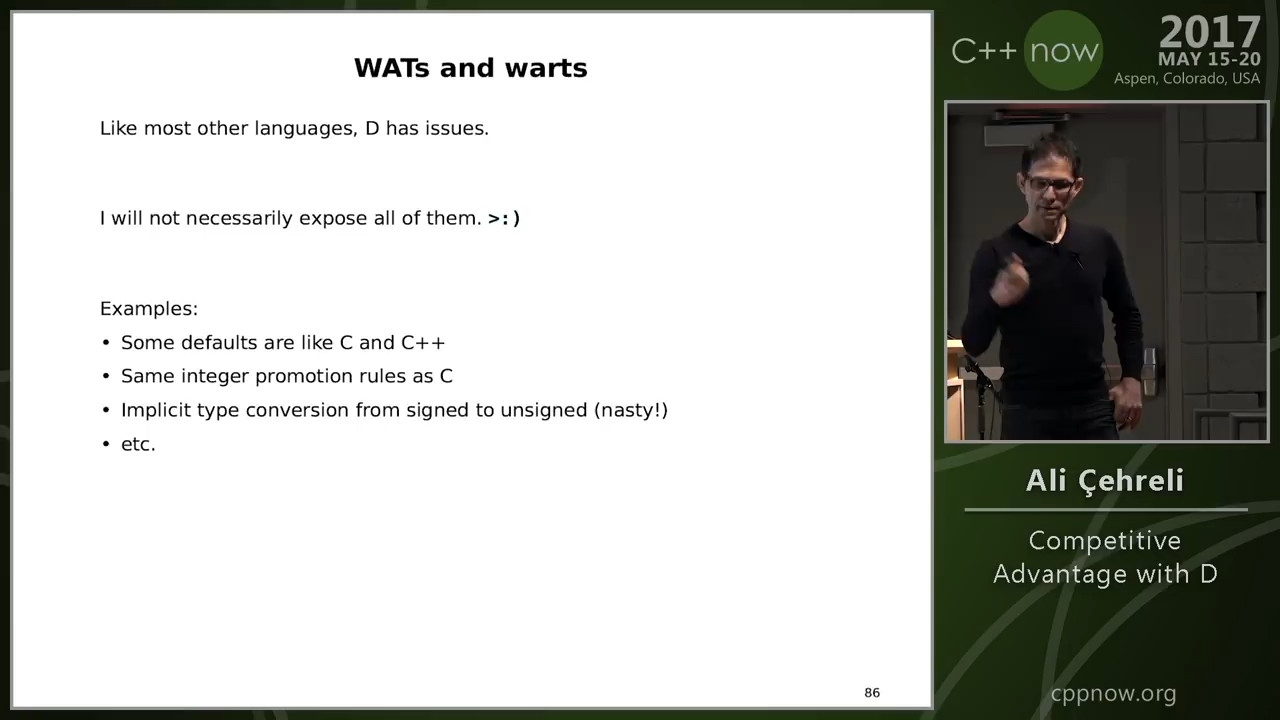 WATs and warts
Like most other languages, D has issues.
I will not necessarily expose all of them. >:)
Examples:
• Some defaults are like C and C++
• Same integer promotion rules as C
• Implicit type conversion from signed to unsigned (nasty!)
• etc.
86
C++ now
2017
MAY 15-20
Aspen, Colorado, USA
Ali Çehreli
Competitive
Advantage with D
cppnow.org